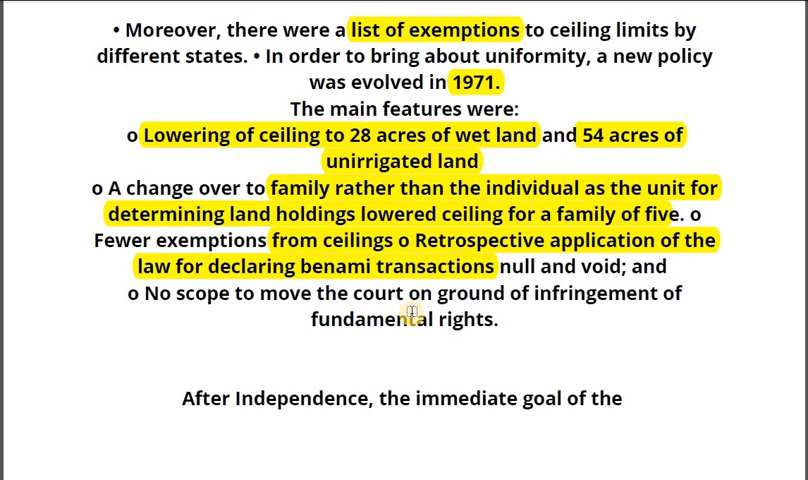 • Moreover, there were a list of exemptions to ceiling limits by
different states. • In order to bring about uniformity, a new policy
was evolved in 1971.
The main features were:
o Lowering of ceiling to 28 acres of wet land and 54 acres of
unirrigated land
o A change over to family rather than the individual as the unit for
determining land holdings lowered ceiling for a family of five. o
Fewer exemptions from ceilings o Retrospective application of the
law for declaring benami transactions null and void; and
o No scope to move the court on ground of infringement of
fundamental rights.
After Independence, the immediate goal of the